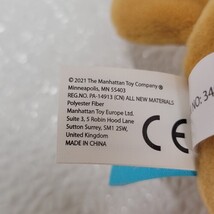 © 2021 The Manhattan Toy Company®
Minneapolis, MN 55403
REG.NO. PA-14913 (CN) ALL NEW MATERIALS
Polyester Fiber
Manhattan Toy Europe Ltd.
Suite 3, 5 Robin Hood Lane
Sutton Surrey, SM1 2SW,
United Kingdom
MADE IN CHINA
CE
NO: 34